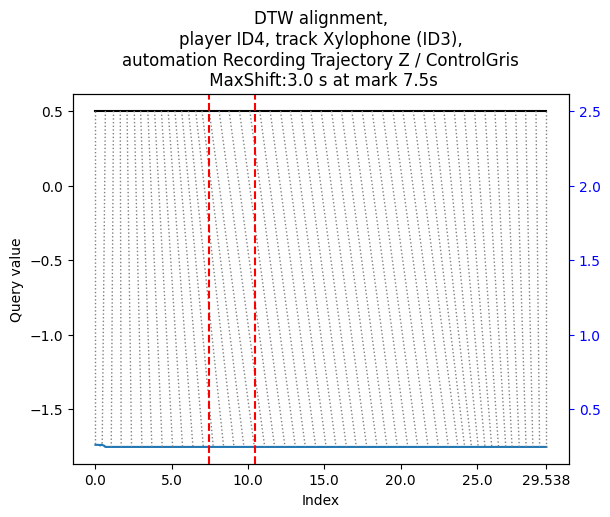 DTW alignment,
player ID4, track Xylophone (ID3),
automation Recording Trajectory Z / ControlGris
MaxShift:3.0 s at mark 7.5s
0.5
0.0
−0.5
−1.0
−1.5
Query value
2.5
2.0
1.5
1.0
0.5
0.0 5.0 10.0 15.0 20.0 25.0 29.538
Index